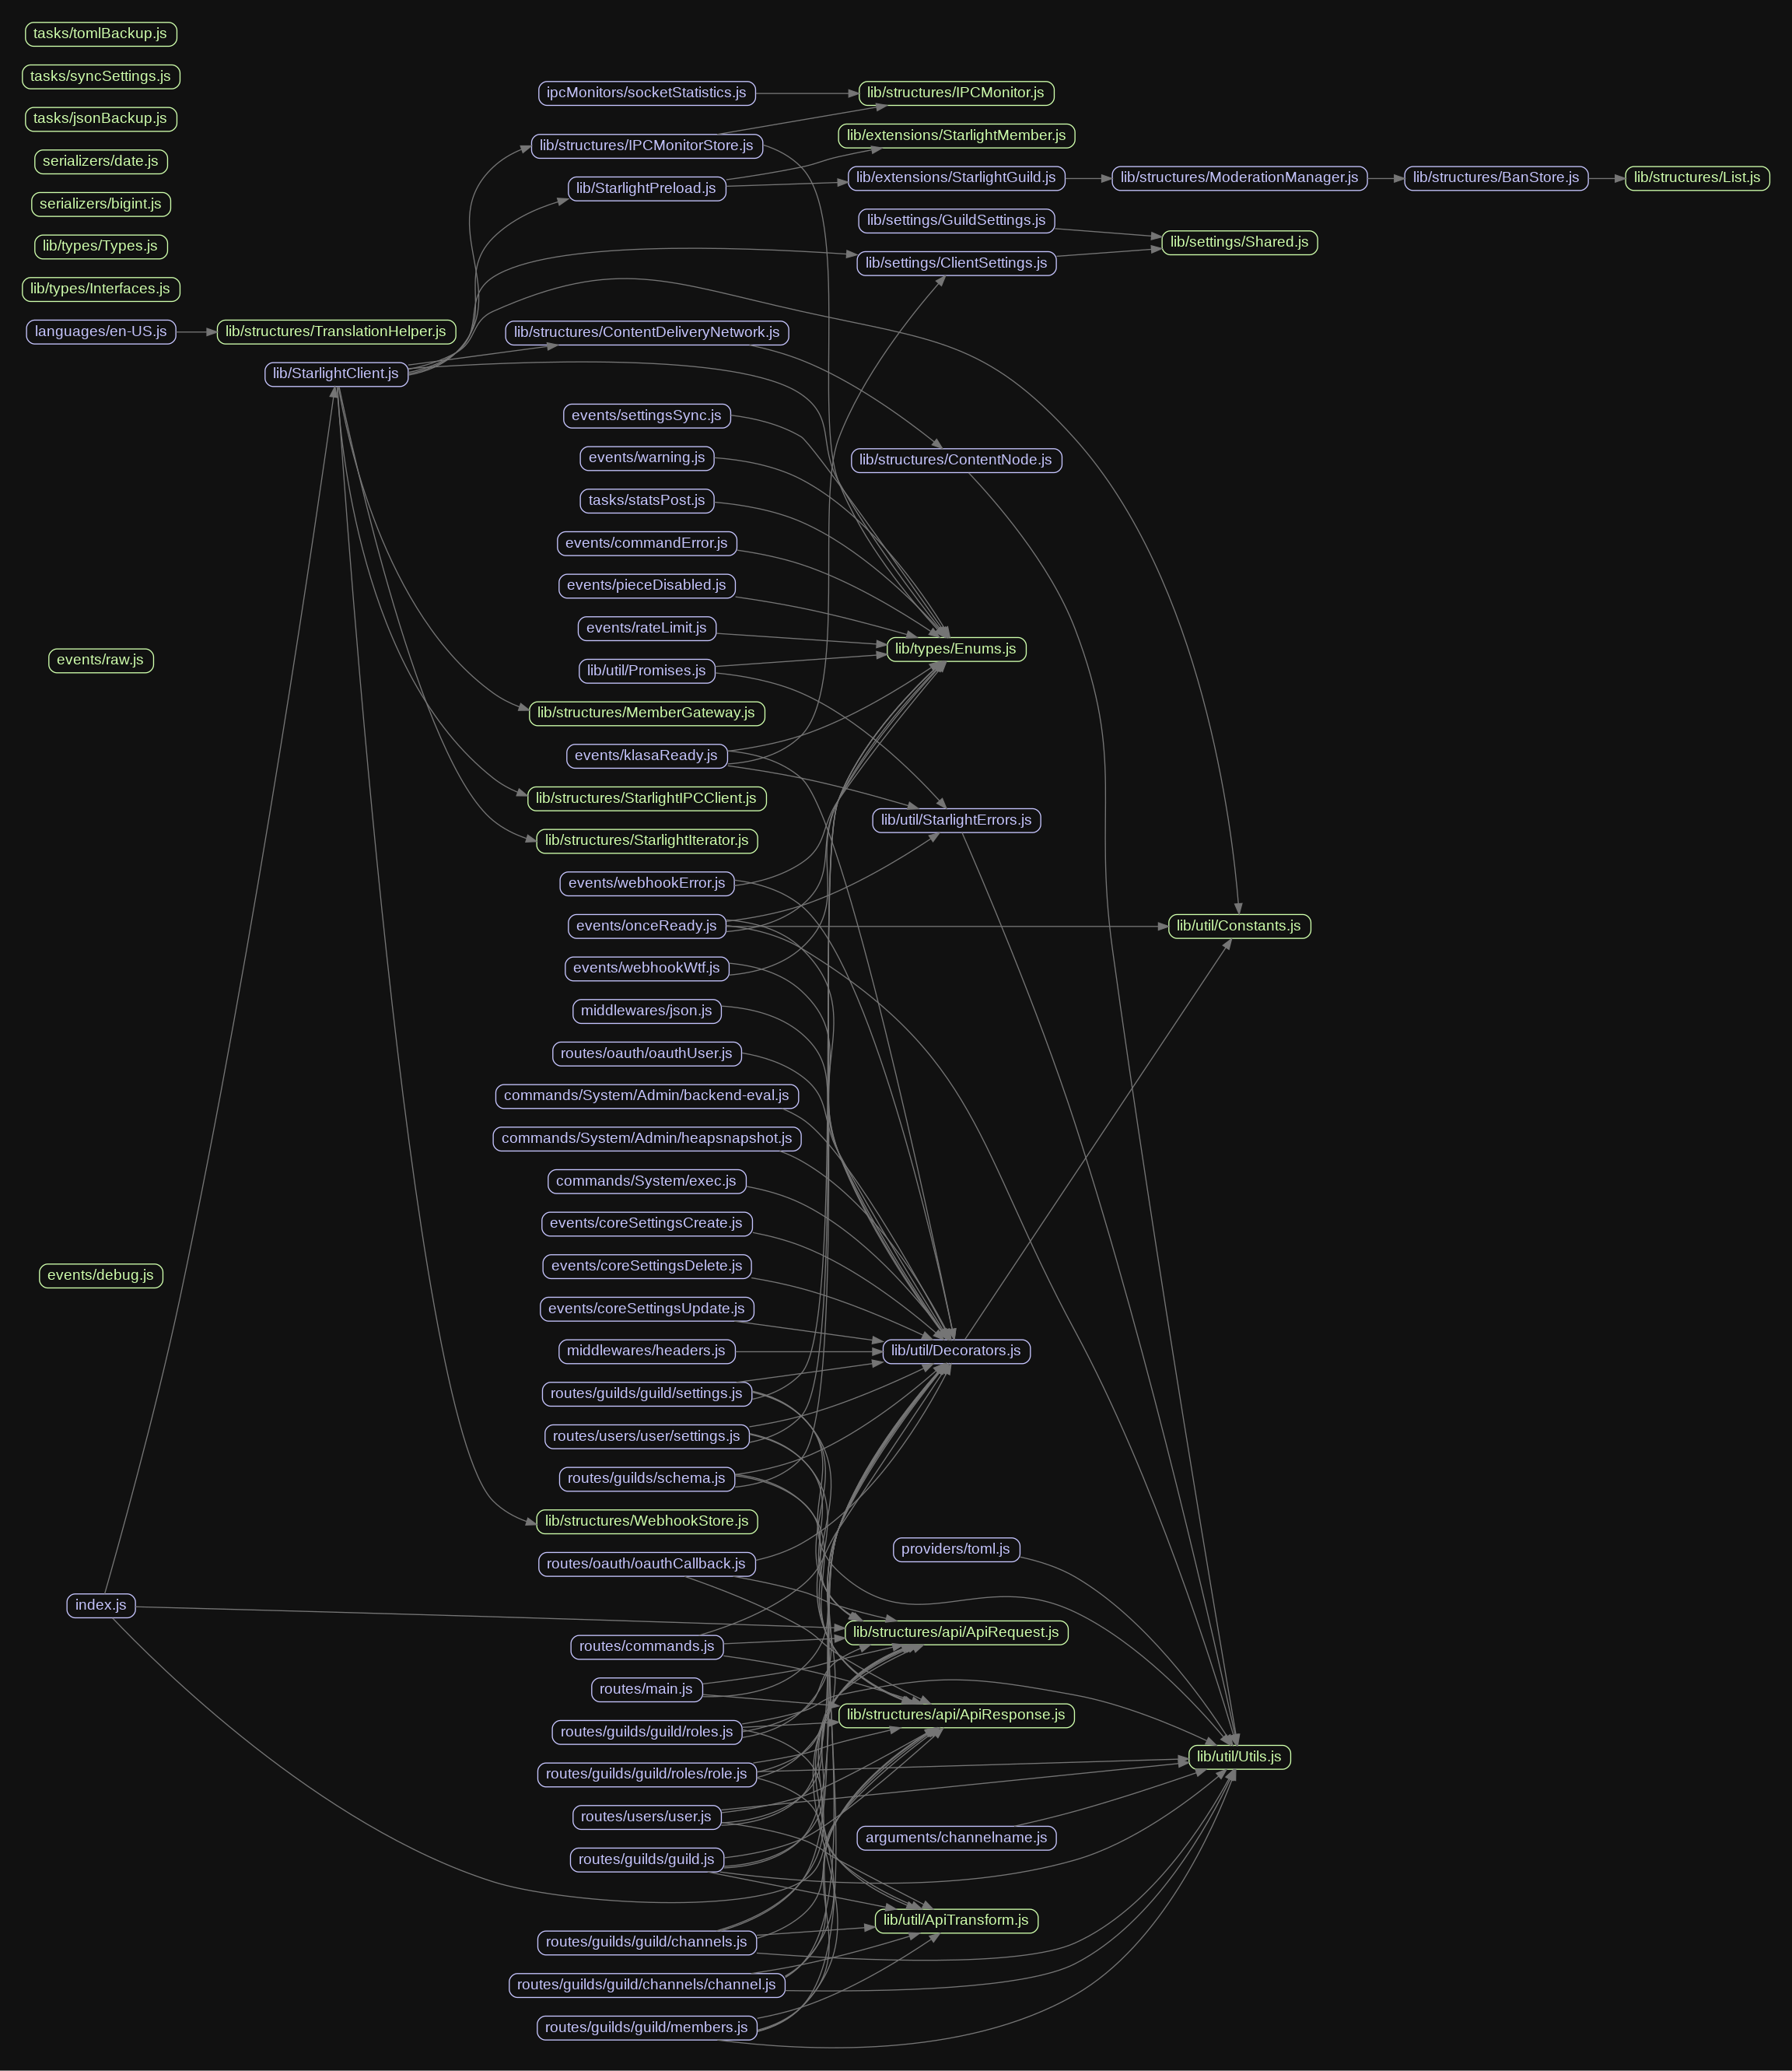 tasks/tomlBackup.js
tasks/syncSettings.js
tasks/jsonBackup.js
serializers/date.js
serializers/bigint.js
lib/types/Types.js
lib/types/Interfaces.js
languages/en-US.js
events/raw.js
events/debug.js
index.js
lib/structures/TranslationHelper.js
lib/StarlightClient.js
ipcMonitors/socketStatistics.js
lib/structures/IPCMonitorStore.js
lib/StarlightPreload.js
lib/structures/ContentDeliveryNetwork.js
events/settingsSync.js
events/warning.js
tasks/statsPost.js
events/commandError.js
events/pieceDisabled.js
events/rateLimit.js
lib/util/Promises.js
lib/structures/MemberGateway.js
events/klasaReady.js
lib/structures/StarlightIPCClient.js
lib/structures/StarlightIterator.js
events/webhookError.js
events/onceReady.js
events/webhookWtf.js
middlewares/json.js
routes/oauth/oauthUser.js
commands/System/Admin/backend-eval.js
commands/System/Admin/heapsnapshot.js
commands/System/exec.js
events/coreSettingsCreate.js
events/coreSettingsDelete.js
events/coreSettingsUpdate.js
middlewares/headers.js
routes/guilds/guild/settings.js
routes/users/user/settings.js
routes/guilds/schema.js
lib/structures/WebhookStore.js
routes/oauth/oauthCallback.js
routes/commands.js
routes/main.js
routes/guilds/guild/roles.js
routes/guilds/guild/roles/role.js
routes/users/user.js
routes/guilds/guild.js
routes/guilds/guild/channels.js
routes/guilds/guild/channels/channel.js
routes/guilds/guild/members.js
lib/structures/IPCMonitor.js
lib/extensions/StarlightMember.js
lib/extensions/StarlightGuild.js
lib/settings/GuildSettings.js
lib/settings/ClientSettings.js
lib/structures/ContentNode.js
lib/types/Enums.js
lib/util/StarlightErrors.js
lib/util/Decorators.js
providers/toml.js
lib/structures/api/ApiRequest.js
lib/structures/api/ApiResponse.js
arguments/channelname.js
lib/util/ApiTransform.js
lib/structures/ModerationManager.js
lib/settings/Shared.js
lib/util/Constants.js
lib/util/Utils.js
lib/structures/BanStore.js
lib/structures/List.js